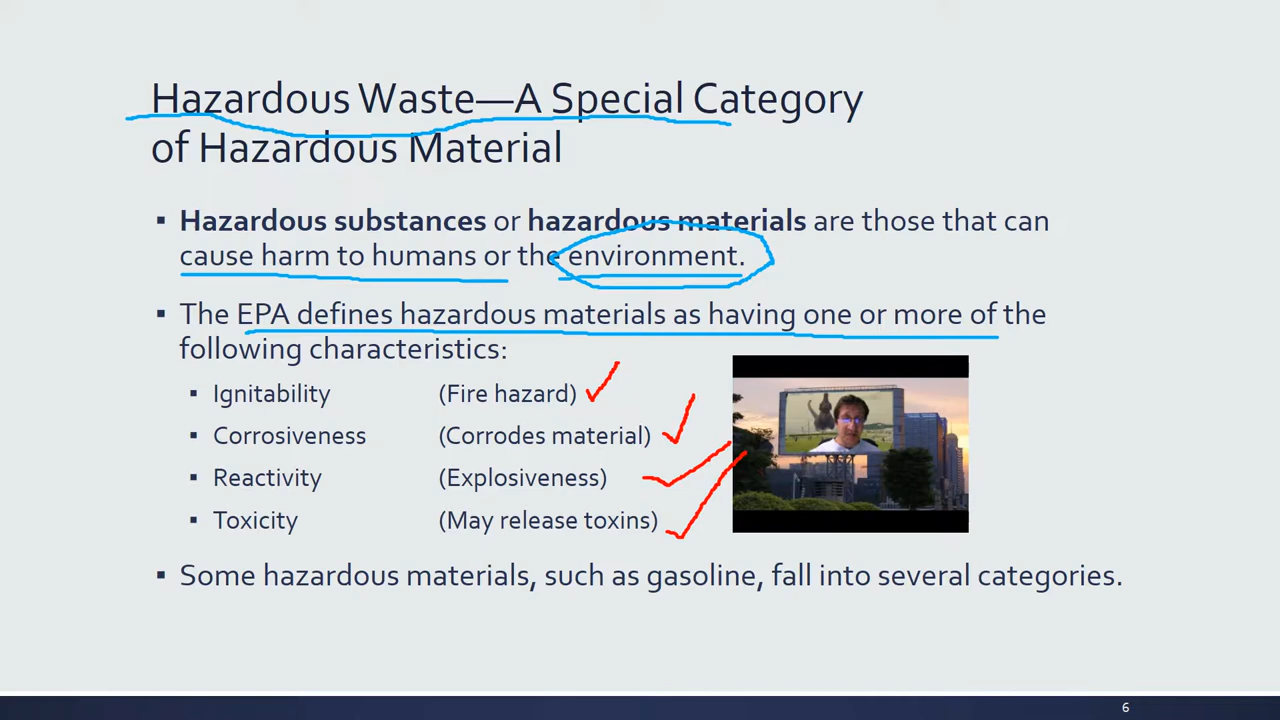 Hazardous Waste—A Special Category
of Hazardous Material
▪ Hazardous substances or hazardous materials are those that can
cause harm to humans or the environment.
▪ The EPA defines hazardous materials as having one or more of the
following characteristics:
▪ Ignitability (Fire hazard)
▪ Corrosiveness (Corrodes material)
▪ Reactivity (Explosiveness)
▪ Toxicity (May release toxins)
▪ Some hazardous materials, such as gasoline, fall into several categories.
6